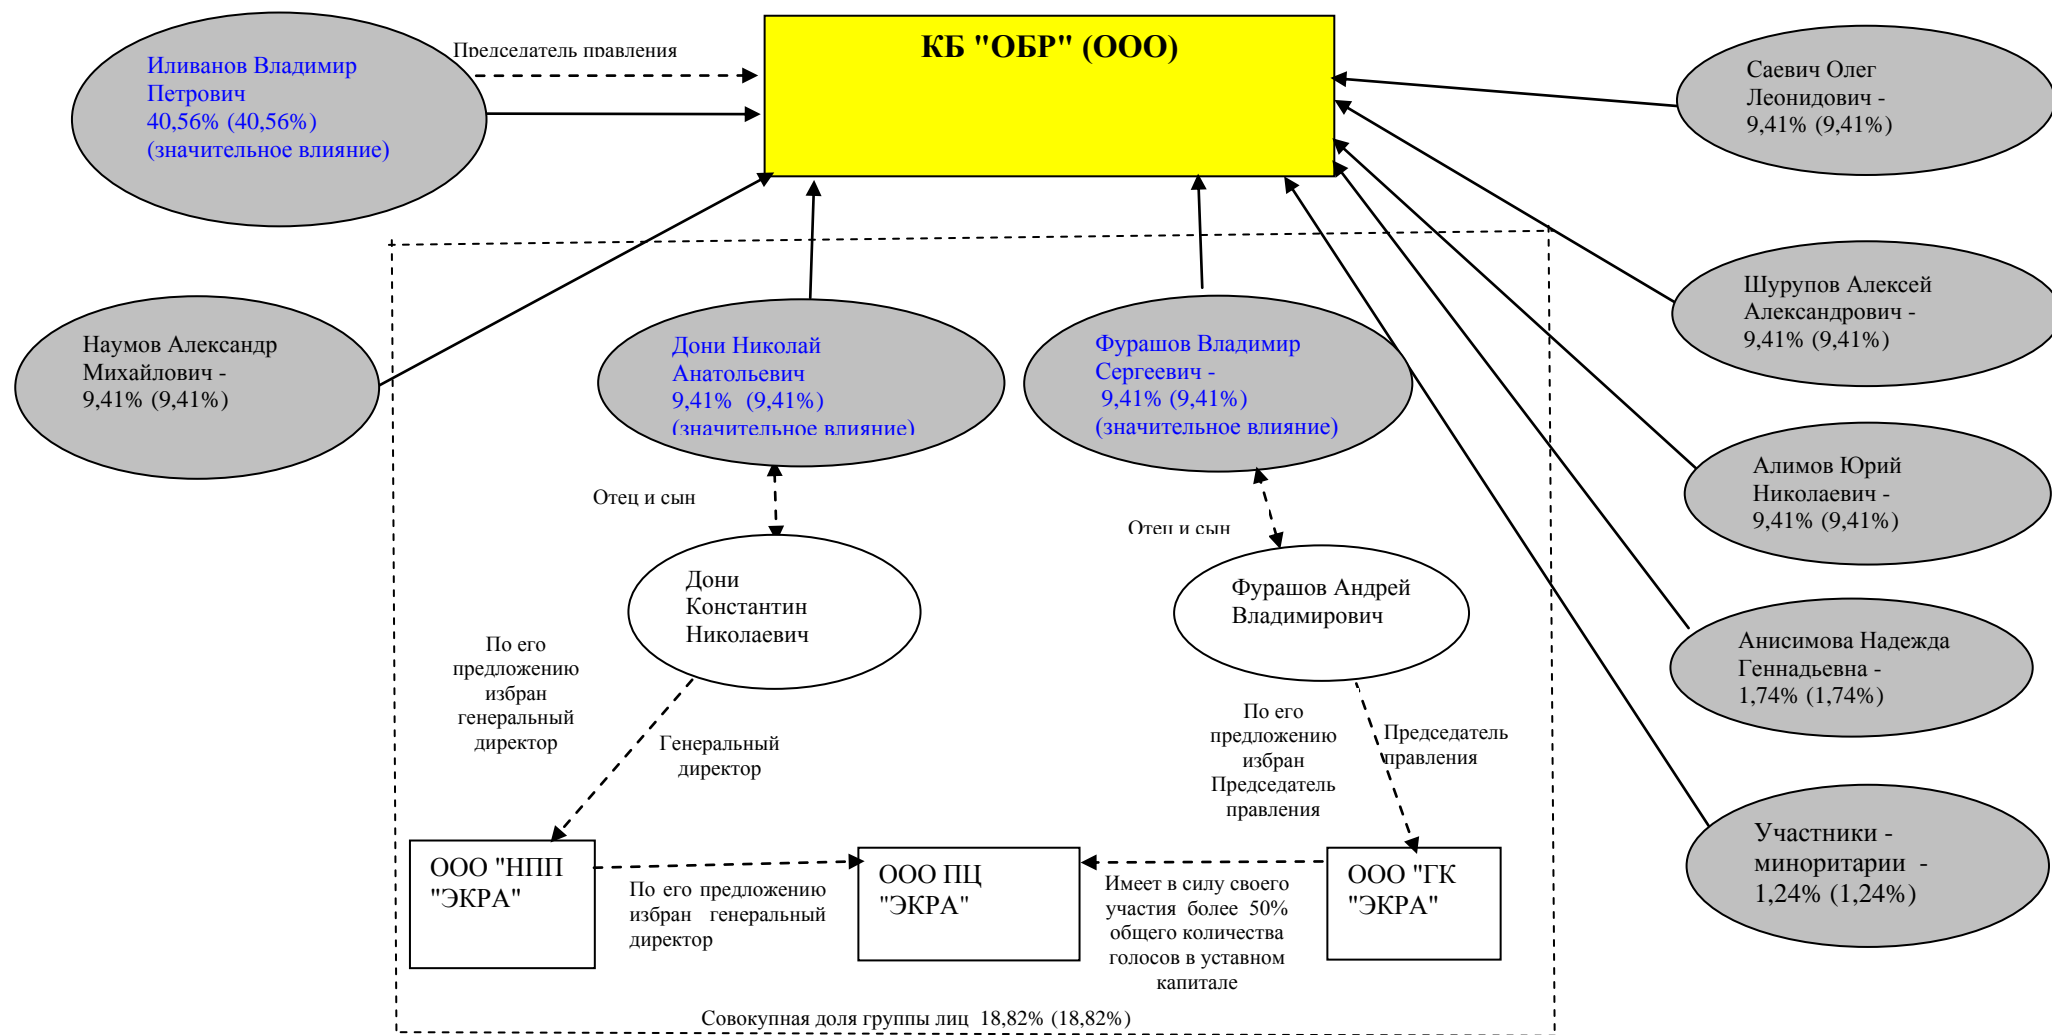 КБ "ОБР" (ООО)
Председатель правления
Иливанов Владимир
Петрович
40,56% (40,56%)
(значительное влияние)
Саевич Олег
Леонидович -
9,41% (9,41%)
Наумов Александр
Михайлович -
9,41% (9,41%)
Дони Николай
Анатольевич
9,41% (9,41%)
(значительное влияние)
Фурашов Владимир
Сергеевич -
9,41% (9,41%)
(значительное влияние)
Шурупов Алексей
Александрович -
9,41% (9,41%)
Алимов Юрий
Николаевич -
9,41% (9,41%)
Отец и сын
Отец и сын
Дони
Константин
Николаевич
Фурашов Андрей
Владимирович
Анисимова Надежда
Геннадьевна -
1,74% (1,74%)
По его
предложению
избран
генеральный
директор
Генеральный
директор
По его
предложению
избран
Председатель
правления
Председатель
правления
Участники -
миноритарии -
1,24% (1,24%)
ООО "НПП
"ЭКРА"
По его предложению
избран генеральный
директор
ООО ПЦ
"ЭКРА"
Имеет в силу своего
участия более 50%
общего количества
голосов в уставном
капитале
ООО "ГК
"ЭКРА"
Совокупная доля группы лиц 18,82% (18,82%)